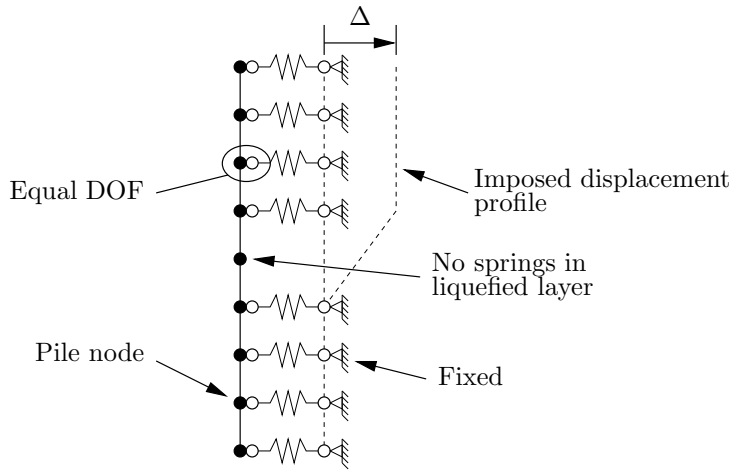 Δ
Equal DOF
Imposed displacement
profile
No springs in
liquefied layer
Pile node
Fixed